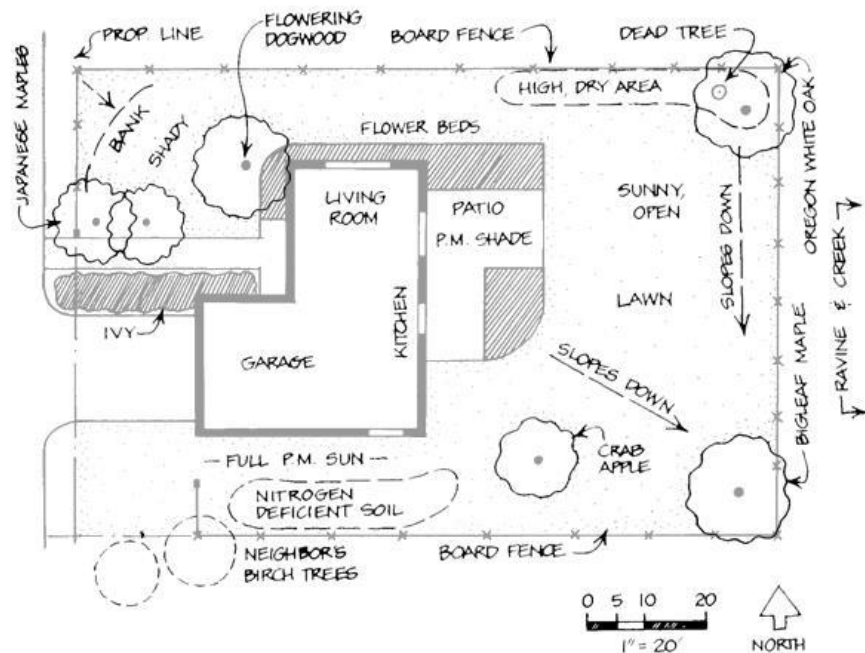 PROP. LINE
FLOWERING
DOGWOOD
BOARD FENCE
DEAD TREE
JAPANESE MAPLES
BANK
SHADY
HIGH, DRY AREA
OREGON WHITE OAK
FLOWER BEDS
LIVING
ROOM
PATIO
P.M. SHADE
SUNNY,
OPEN
SLOPES DOWN
RAVINE & CREEK
IVY
GARAGE
KITCHEN
LAWN
SLOPES DOWN
BIGLEAF MAPLE
CRAB
APPLE
FULL P.M. SUN
NITROGEN
DEFICIENT SOIL
NEIGHBOR'S
BIRCH TREES
BOARD FENCE
0 5 10 20
1" = 20'
NORTH